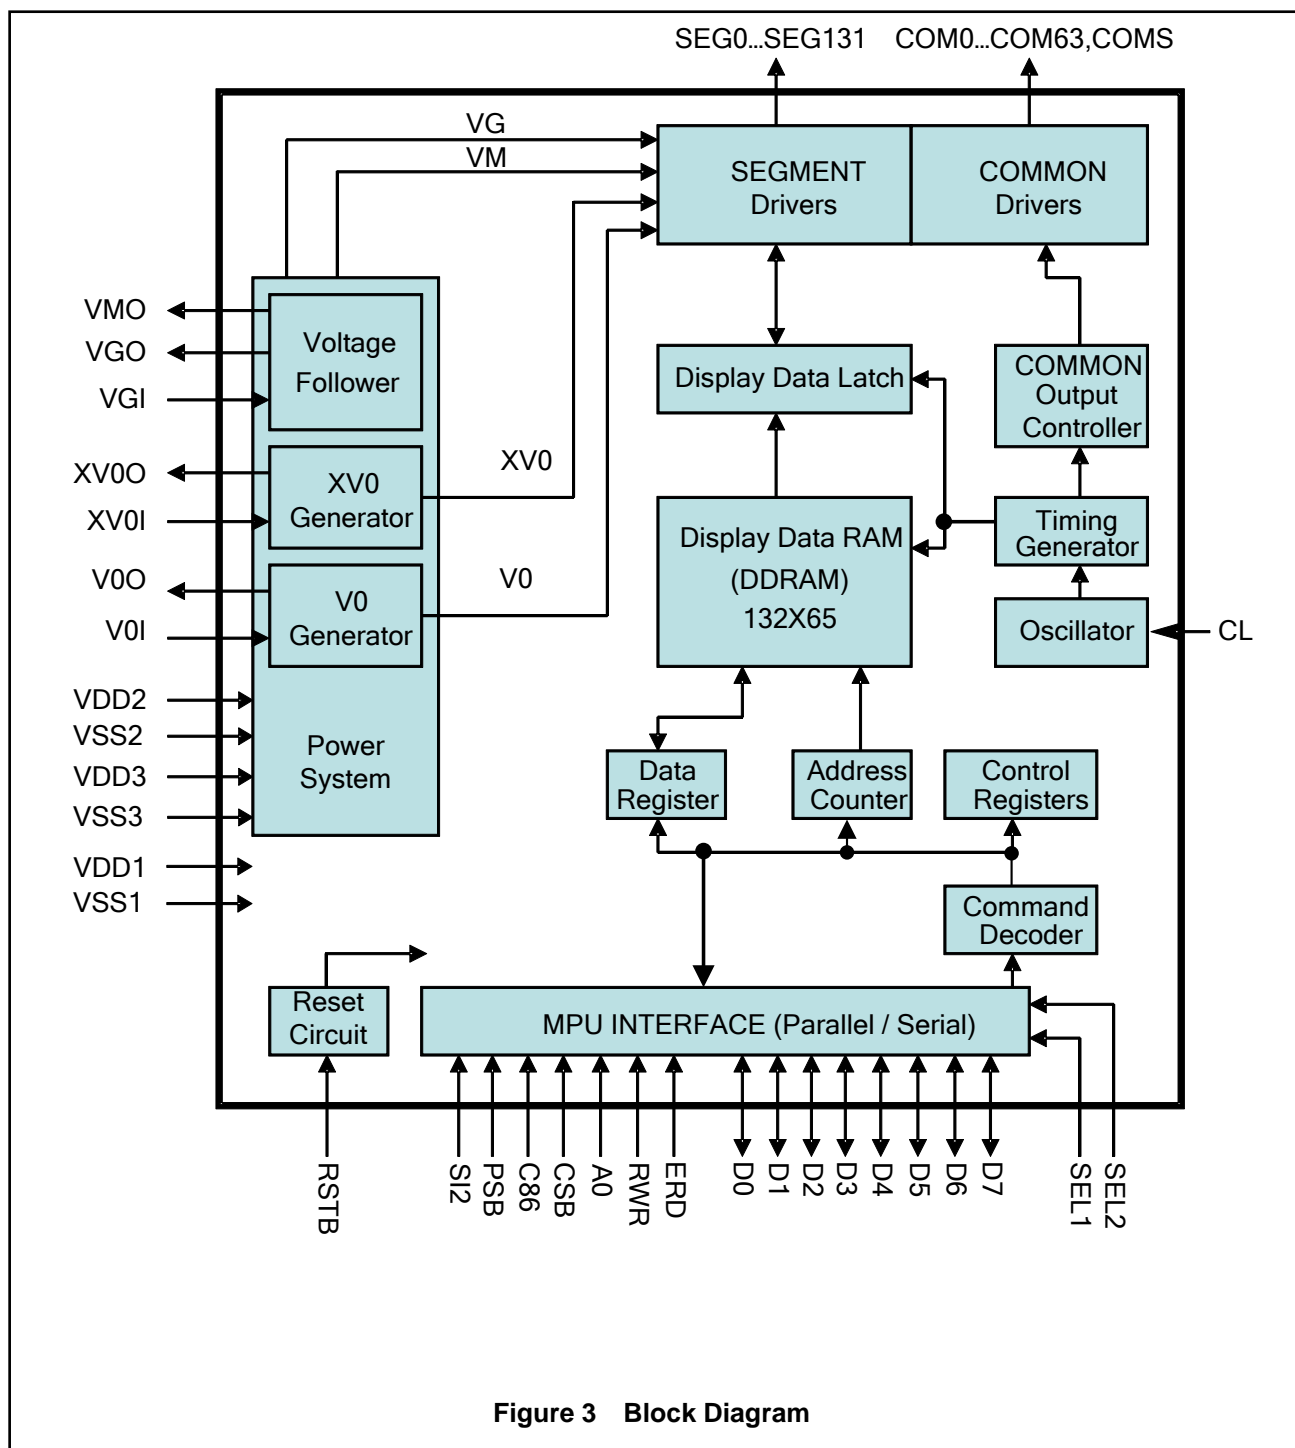 SEG0...SEG131 COM0...COM63,COMS
VG
VM
SEGMENT
Drivers
COMMON
Drivers
VMO
VGO
VGI
Voltage
Follower
Display Data Latch
COMMON
Output
Controller
XV0O
XV0I
XV0
Generator
XV0
Display Data RAM
(DDRAM)
132X65
Timing
Generator
V0O
V0I
V0
Generator
V0
Oscillator
CL
VDD2
VSS2
VDD3
VSS3
Power
System
Data
Register
Address
Counter
Control
Registers
VDD1
VSS1
Command
Decoder
Reset
Circuit
MPU INTERFACE (Parallel / Serial)
RSTB
SI2
PSB
C86
CSB
A0
RWR
ERD
D0
D1
D2
D3
D4
D5
D6
D7
SEL1
SEL2
Figure 3 Block Diagram